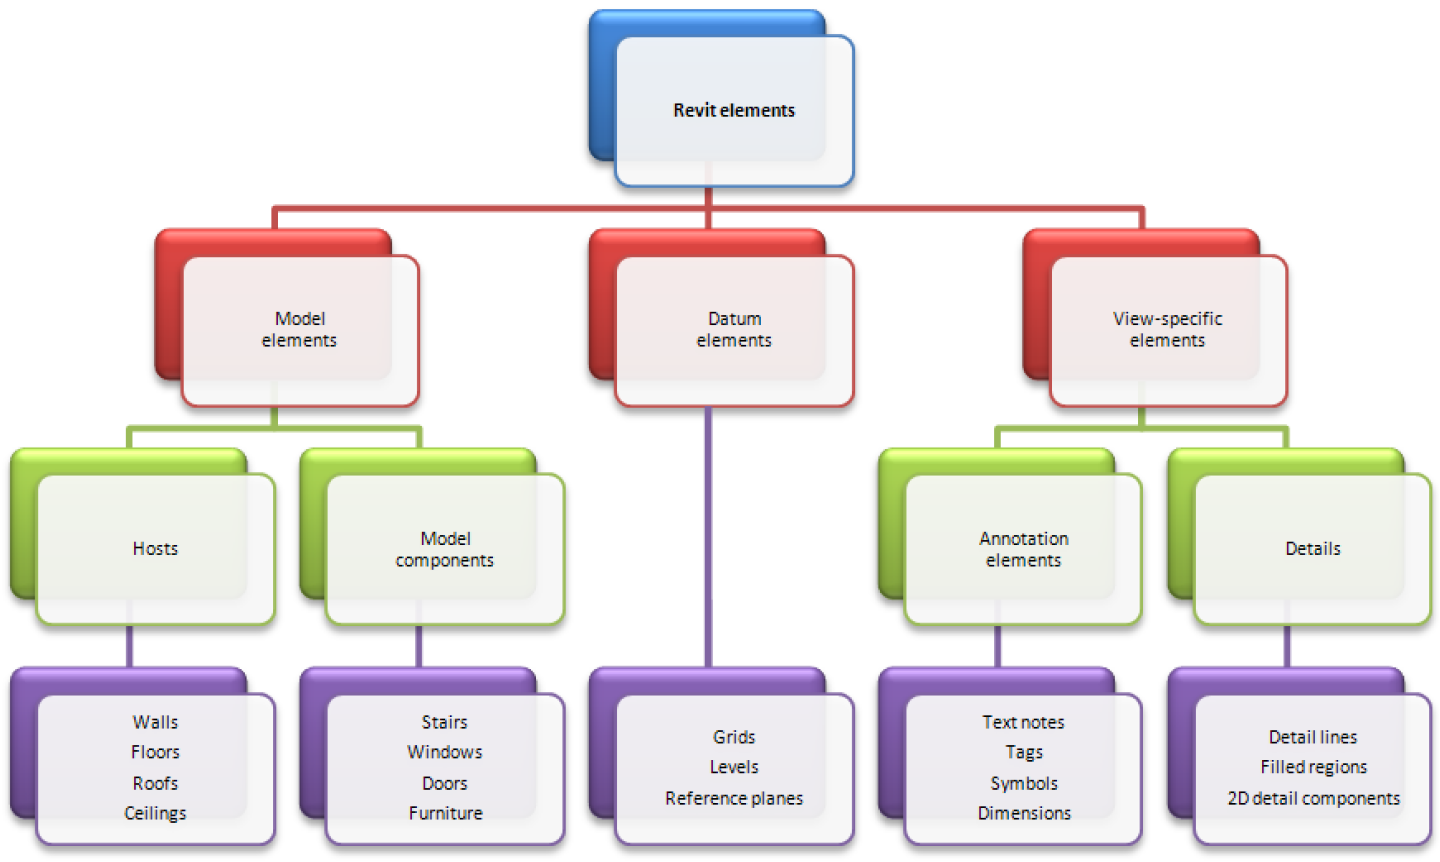 Revit elements
Model
elements
Datum
elements
View-specific
elements
Hosts
Model
components
Annotation
elements
Details
Walls
Floors
Roofs
Ceilings
Stairs
Windows
Doors
Furniture
Grids
Levels
Reference planes
Text notes
Tags
Symbols
Dimensions
Detail lines
Filled regions
2D detail components